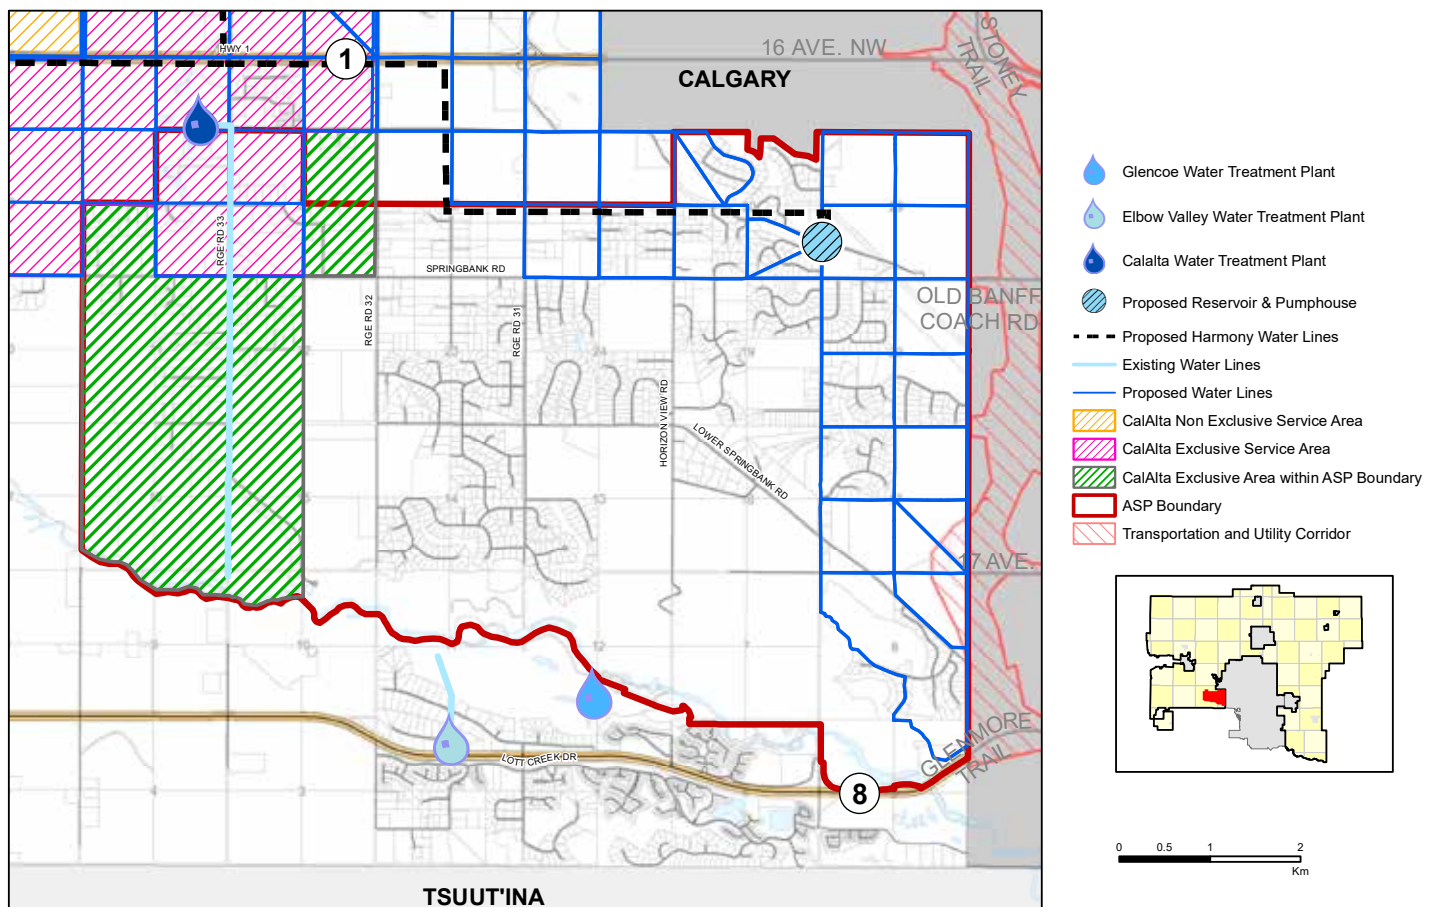 HWY 1
1
16 AVE. NW
STONEY
TRAIL
CALGARY
RGE RD 33
SPRINGBANK RD
RGE RD 32
RGE RD 31
HORIZON VIEW RD
LOWER SPRINGBANK RD
OLD BANFF
COACH RD
17 AVE.
GLENMORE
TRAIL
LOTT CREEK DR
8
TSUUT'INA
Glencoe Water Treatment Plant
Elbow Valley Water Treatment Plant
Calalta Water Treatment Plant
Proposed Reservoir & Pumphouse
Proposed Harmony Water Lines
Existing Water Lines
Proposed Water Lines
CalAlta Non Exclusive Service Area
CalAlta Exclusive Service Area
CalAlta Exclusive Area within ASP Boundary
ASP Boundary
Transportation and Utility Corridor
0 0.5 1 2
Km